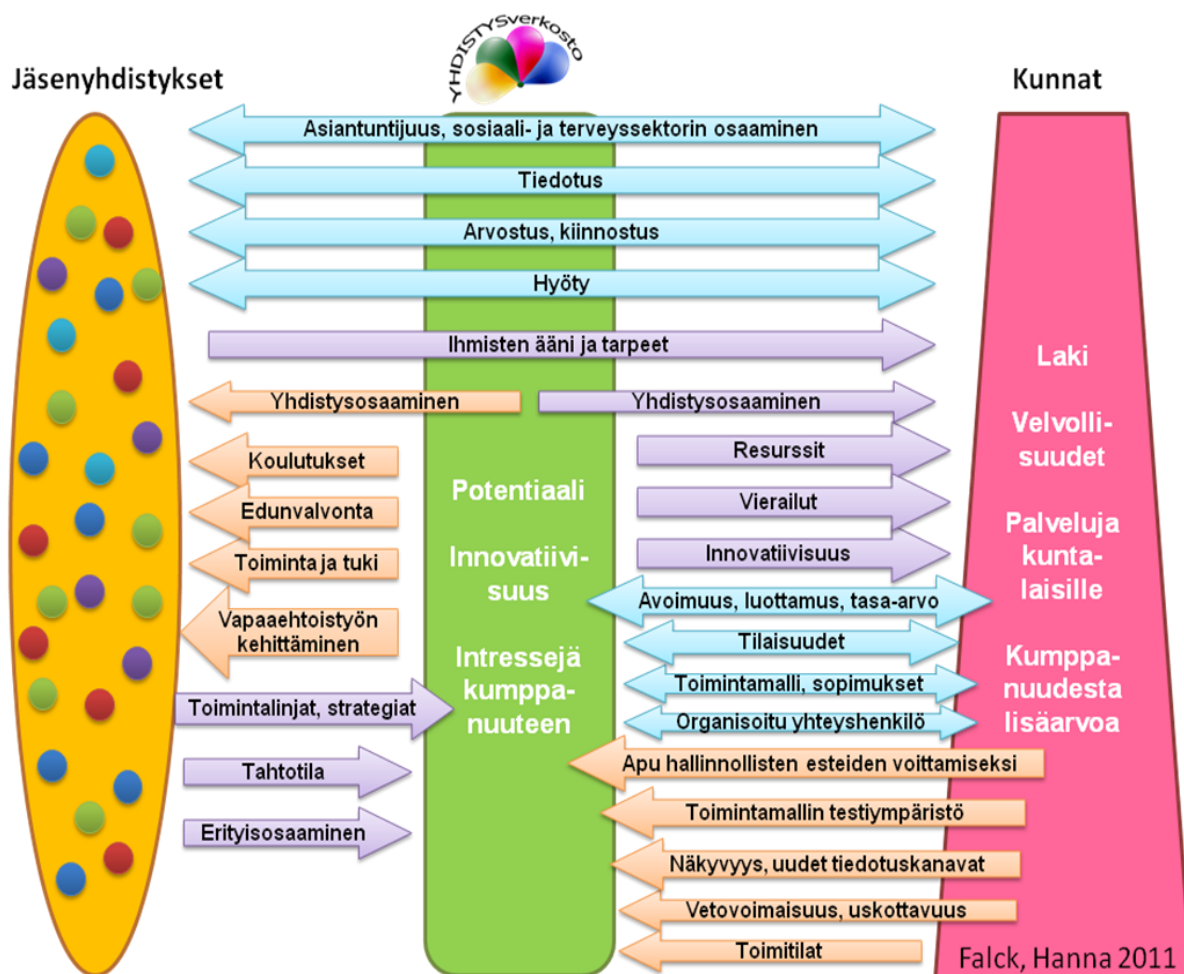 YHDISTYSverkosto
Jäsenyhdistykset
Kunnat
Asiantuntijuus, sosiaali- ja terveyssektorin osaaminen
Tiedotus
Arvostus, kiinnostus
Hyöty
Ihmisten ääni ja tarpeet
Yhdistysosaaminen
Yhdistysosaaminen
Koulutukset
Edunvalvonta
Toiminta ja tuki
Vapaaehtoistyön
kehittäminen
Toimintalinjat, strategiat
Tahtotila
Erityisosaaminen
Potentiaali
Innovatiivi-
suus
Intressejä
kumppa-
nuuteen
Resurssit
Vierailut
Innovatiivisuus
Avoimuus, luottamus, tasa-arvo
Tilaisuudet
Toimintamalli, sopimukset
Organisoitu yhteyshenkilö
Apu hallinnollisten esteiden voittamiseksi
Toimintamallin testiympäristö
Näkyvyys, uudet tiedotuskanavat
Vetovoimaisuus, uskottavuus
Toimitilat
Laki
Velvolli-
suudet
Palveluja
kunta-
laisille
Kumppa-
nuudesta
lisäarvoa
Falck, Hanna 2011